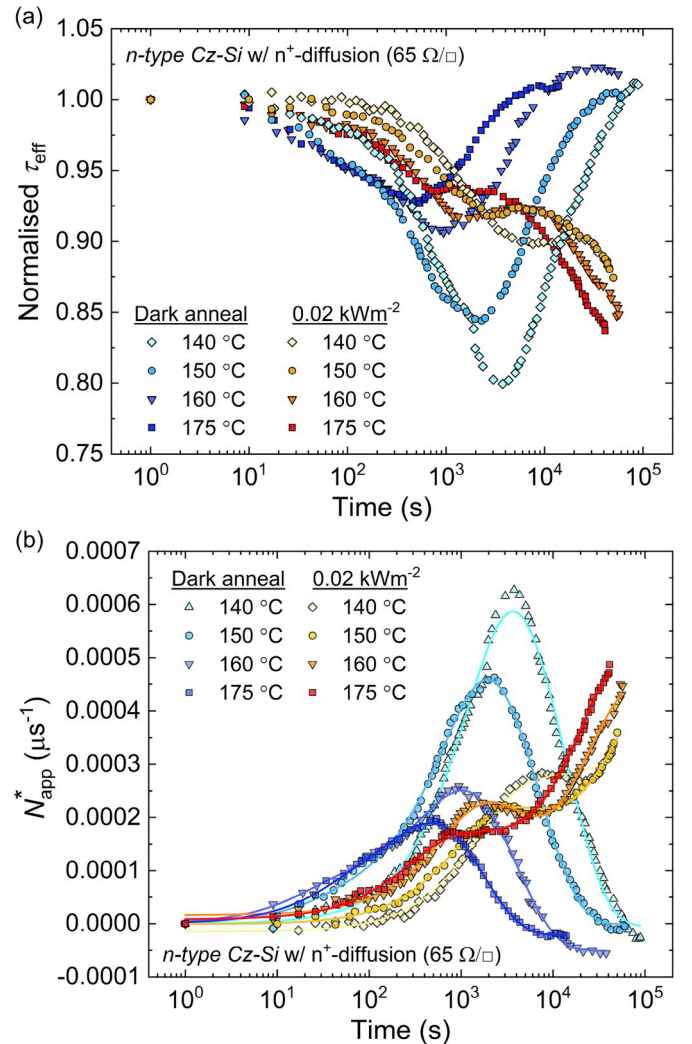 (a)
1.05
1.00
0.95
0.90
0.85
0.80
0.75
Normalised τeff
n-type Cz-Si w/ n⁺-diffusion (65 Ω/□)
Dark anneal 0.02 kWm⁻²
140 °C 140 °C
150 °C 150 °C
160 °C 160 °C
175 °C 175 °C
10⁰ 10¹ 10² 10³ 10⁴ 10⁵
Time (s)
(b)
0.0007
0.0006
0.0005
0.0004
0.0003
0.0002
0.0001
0.0000
-0.0001
N*app (μs⁻¹)
Dark anneal 0.02 kWm⁻²
140 °C 140 °C
150 °C 150 °C
160 °C 160 °C
175 °C 175 °C
n-type Cz-Si w/ n⁺-diffusion (65 Ω/□)
10⁰ 10¹ 10² 10³ 10⁴ 10⁵
Time (s)